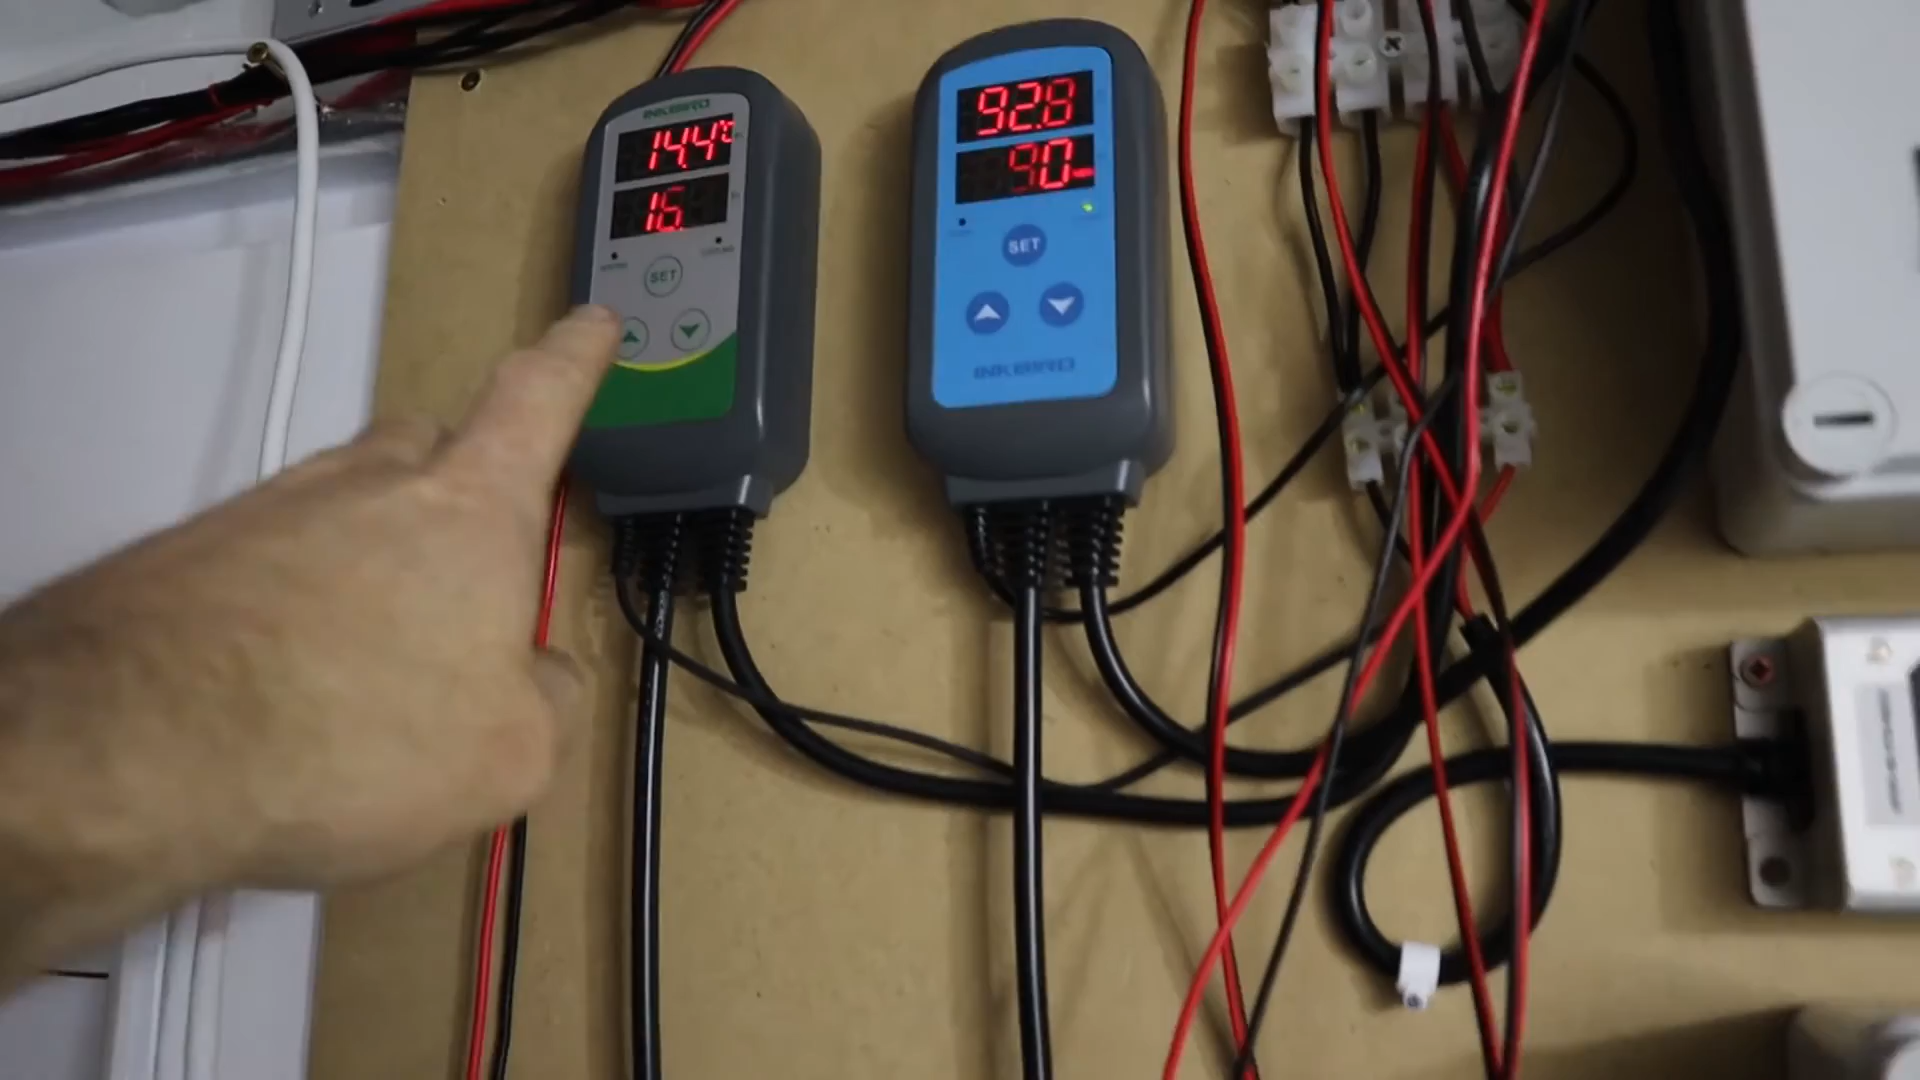 INKBIRD
14.4℃
16.
SET
92.8
90
SET
INKBIRD